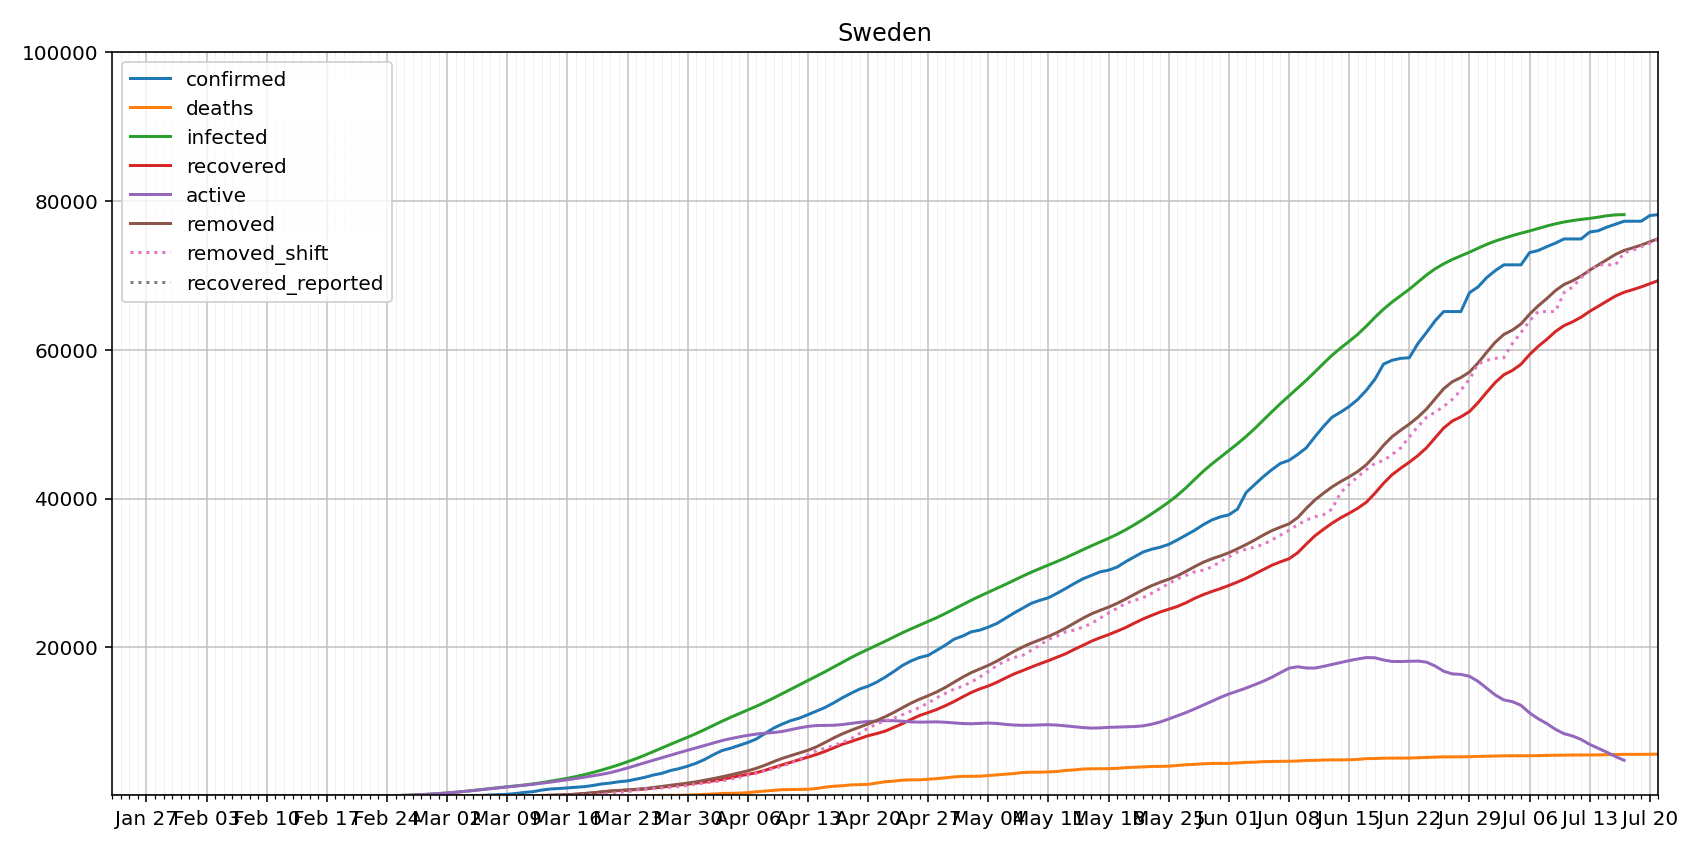 Sweden
100000
80000
60000
40000
20000
confirmed
deaths
infected
recovered
active
removed
removed_shift
recovered_reported
Jan 27 Feb 03 Feb 10 Feb 17 Feb 24 Mar 02 Mar 09 Mar 16 Mar 23 Mar 30 Apr 06 Apr 13 Apr 20 Apr 27 May 04 May 11 May 18 May 25 Jun 01 Jun 08 Jun 15 Jun 22 Jun 29 Jul 06 Jul 13 Jul 20